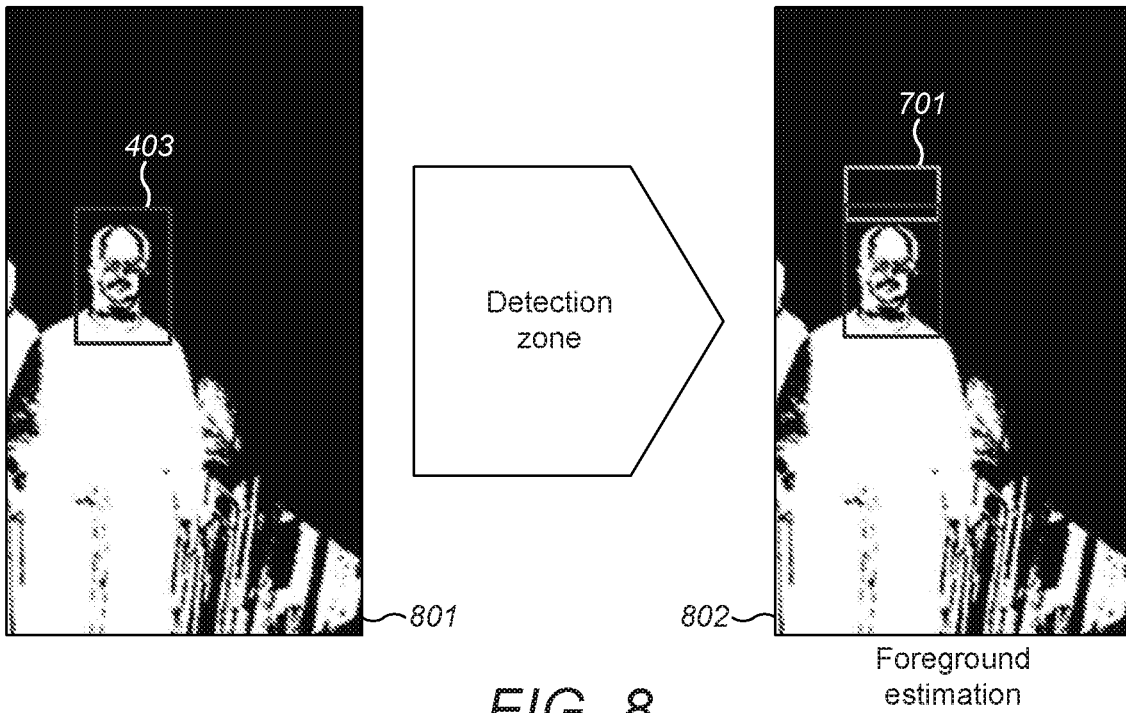 403
701
Detection
zone
801
802
Foreground
estimation
FIG. 8